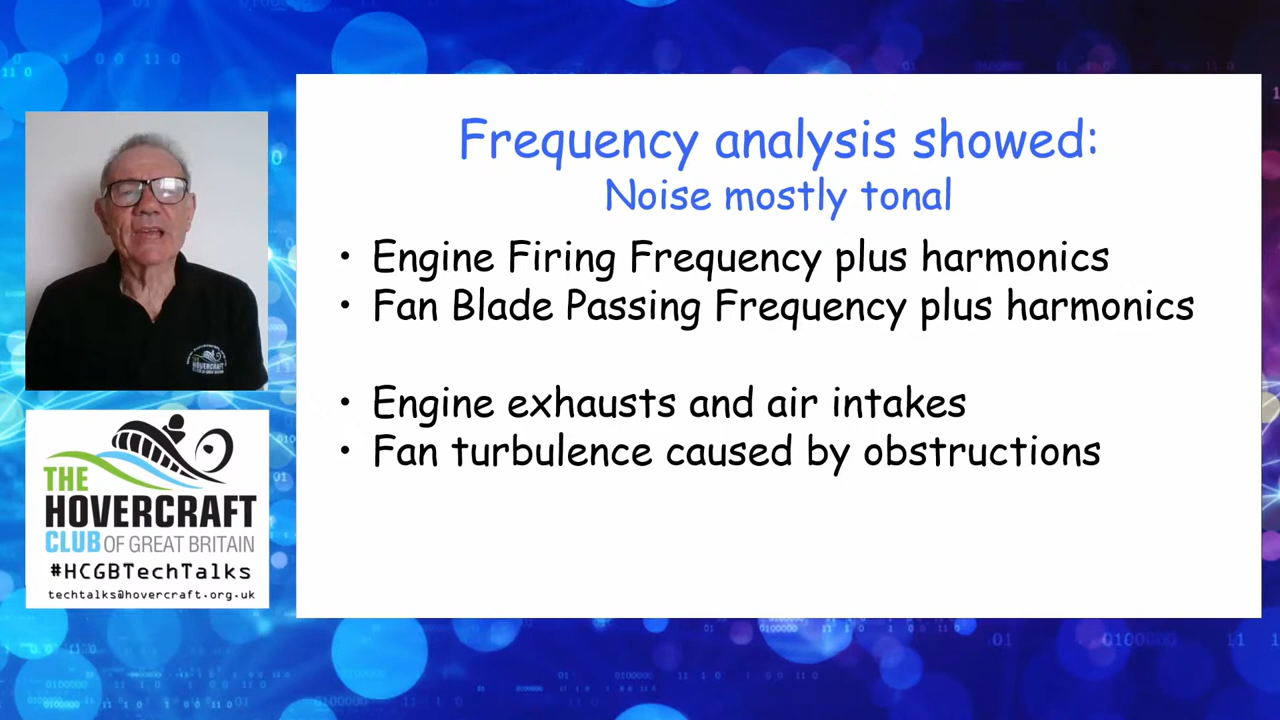 Frequency analysis showed:
Noise mostly tonal
• Engine Firing Frequency plus harmonics
• Fan Blade Passing Frequency plus harmonics
• Engine exhausts and air intakes
• Fan turbulence caused by obstructions
THE
HOVERCRAFT
CLUB OF GREAT BRITAIN
#HCGBTechTalks
techtalks@hovercraft.org.uk